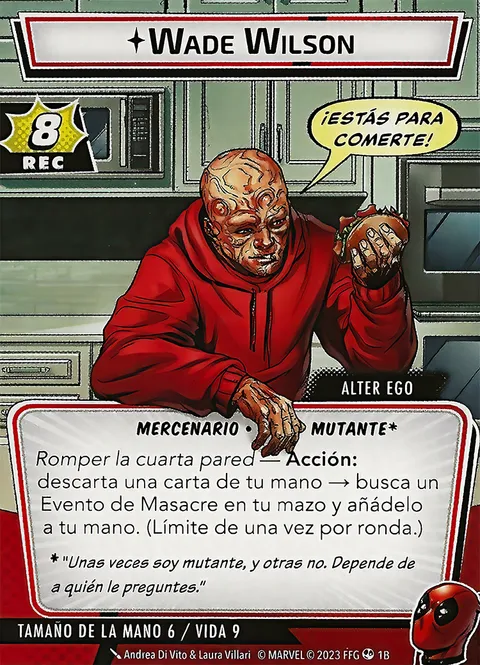 WADE WILSON
8
REC
¡ESTÁS PARA
COMERTE!
ALTER EGO
MERCENARIO • MUTANTE*
Romper la cuarta pared — Acción:
descarta una carta de tu mano → busca un
Evento de Masacre en tu mazo y añádelo
a tu mano. (Límite de una vez por ronda.)
* "Unas veces soy mutante, y otras no. Depende de
a quién le preguntes."
TAMAÑO DE LA MANO 6 / VIDA 9
Andrea Di Vito & Laura Villari © MARVEL © 2023 FFG 1B